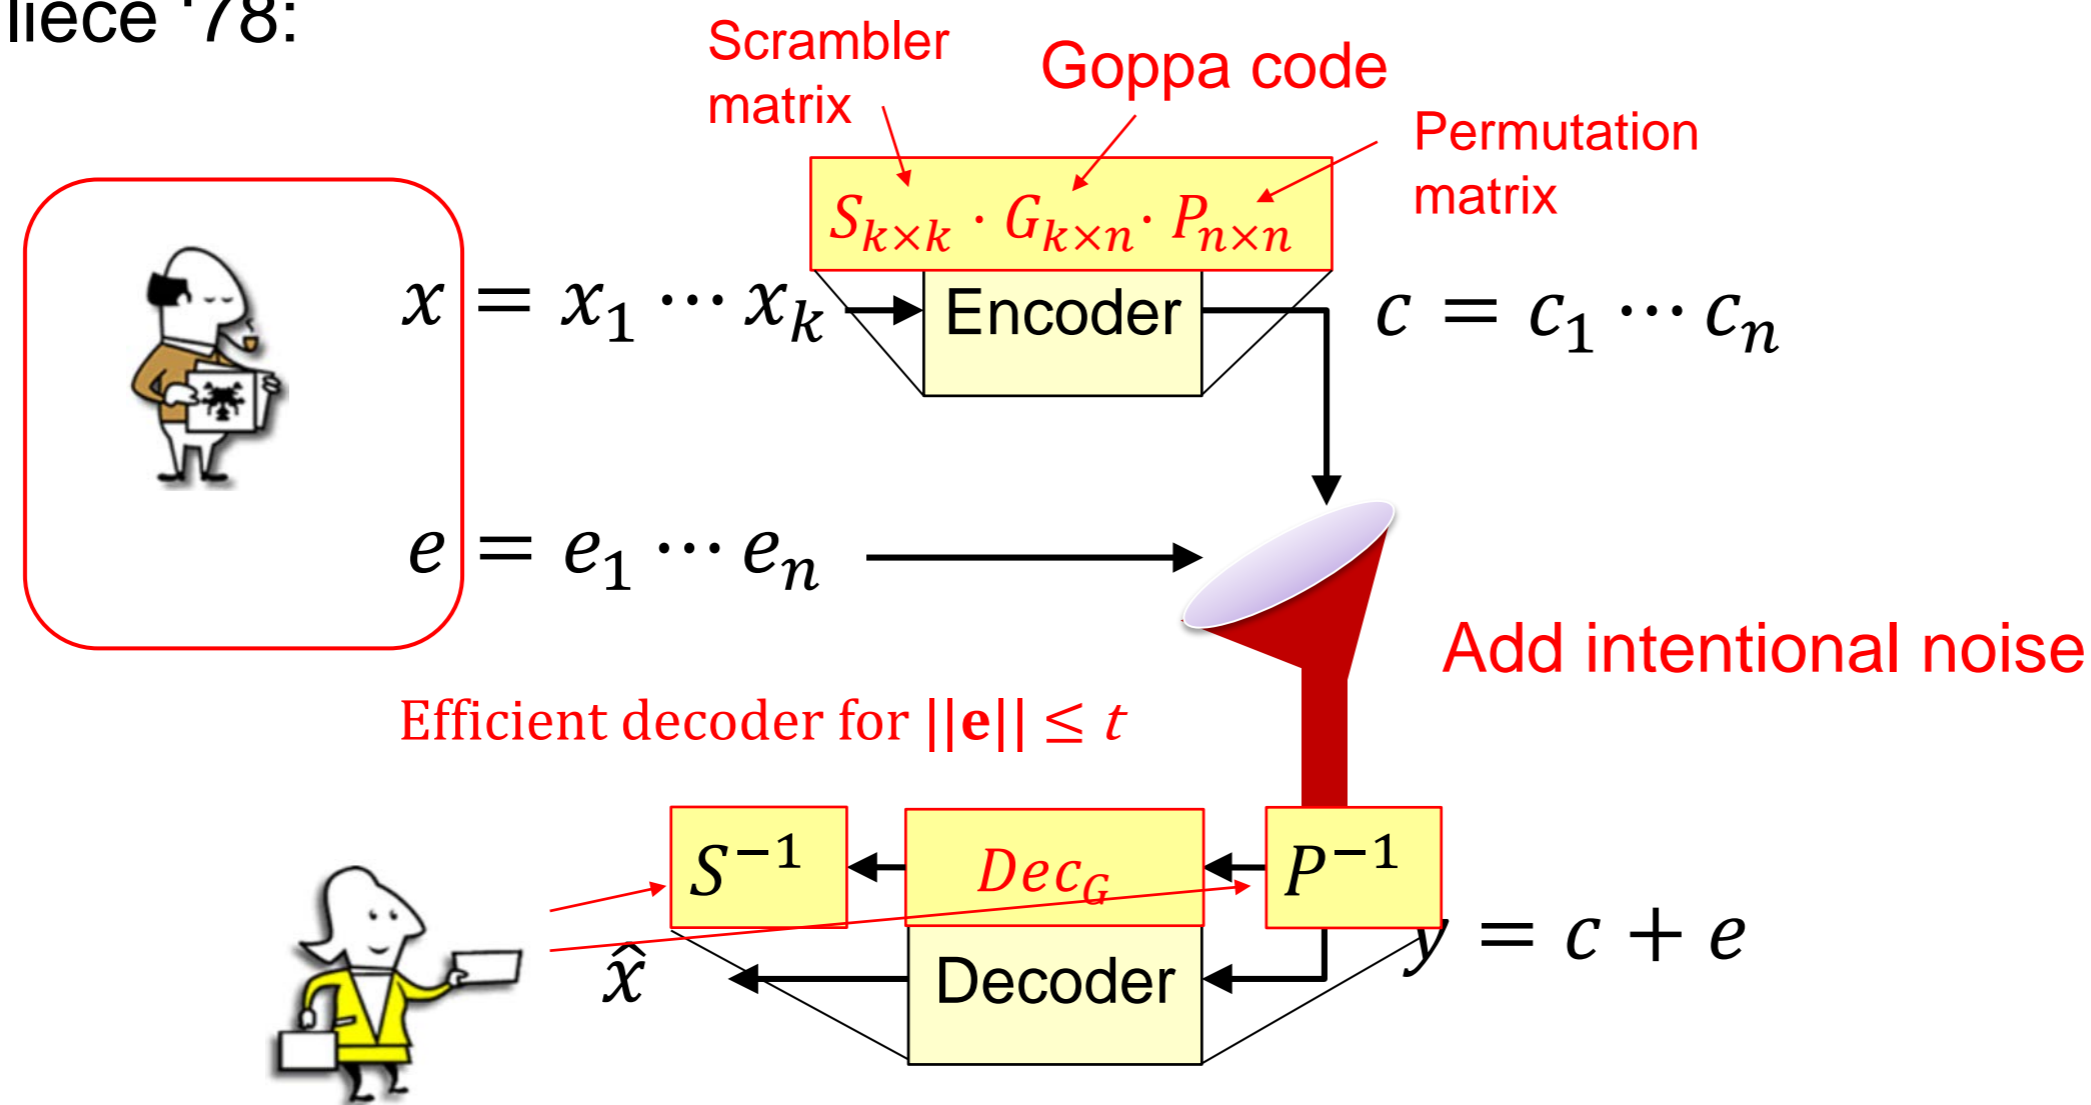 liece '78:
Scrambler
matrix
Goppa code
Permutation
matrix
S_{k×k} · G_{k×n} · P_{n×n}
x = x_1 ⋯ x_k
Encoder
c = c_1 ⋯ c_n
e = e_1 ⋯ e_n
Add intentional noise
Efficient decoder for ||e|| ≤ t
S^{−1}
Dec_G
P^{−1}
x̂
Decoder
y = c + e